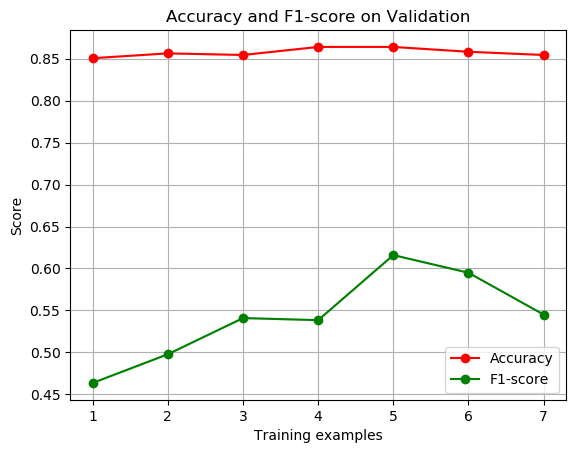 Accuracy and F1-score on Validation
Score
0.85
0.80
0.75
0.70
0.65
0.60
0.55
0.50
0.45
Accuracy
F1-score
1 2 3 4 5 6 7
Training examples